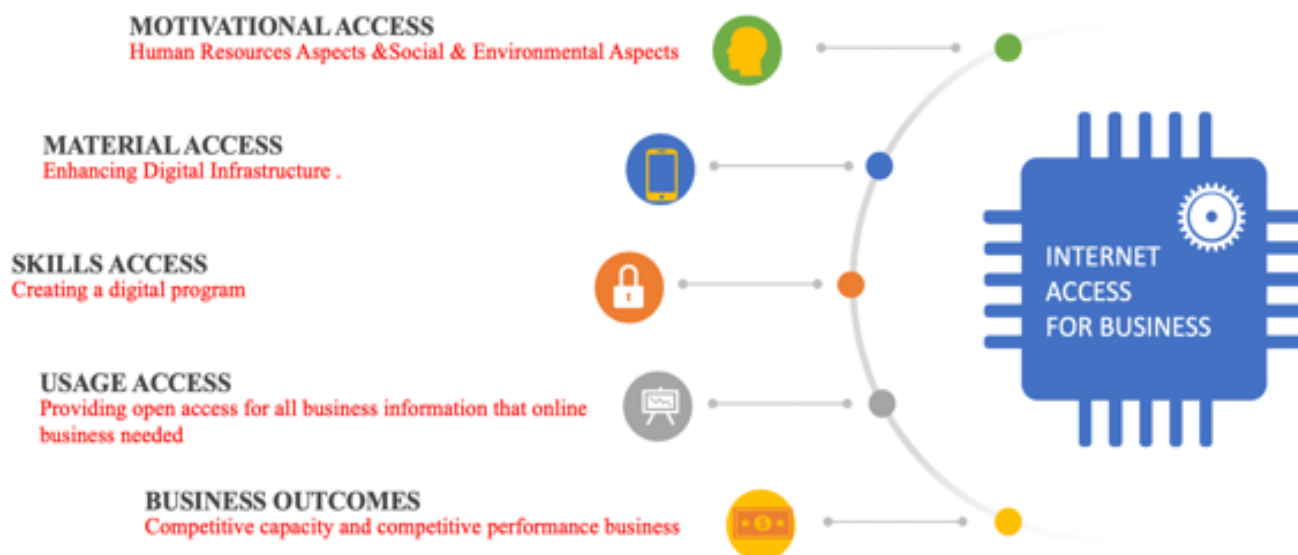 MOTIVATIONAL ACCESS
Human Resources Aspects &Social & Environmental Aspects
MATERIAL ACCESS
Enhancing Digital Infrastructure .
SKILLS ACCESS
Creating a digital program
USAGE ACCESS
Providing open access for all business information that online
business needed
BUSINESS OUTCOMES
Competitive capacity and competitive performance business
INTERNET
ACCESS
FOR BUSINESS